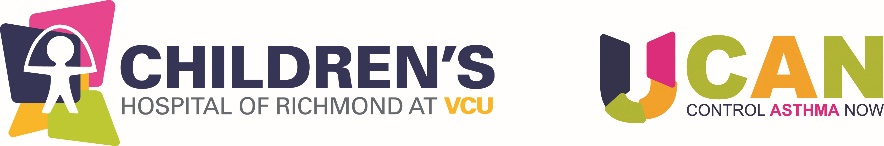 CHILDREN'S
HOSPITAL OF RICHMOND AT VCU
UCAN
CONTROL ASTHMA NOW